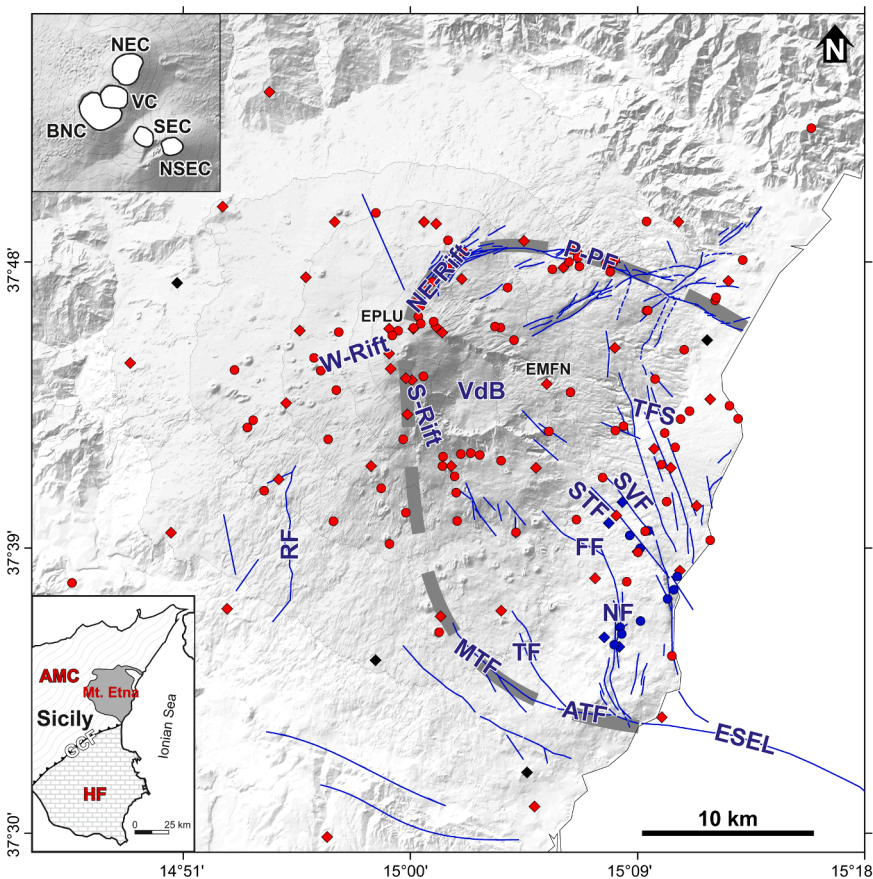 NEC
VC
BNC
SEC
NSEC
N
37°48'
37°39'
37°30'
P-PF
NE-Rift
EPLU
W-Rift
EMFN
VdB
S-Rift
TFS
SVF
STF
RF
FF
NF
TF
MTF
ATF
ESEL
AMC
Mt. Etna
Sicily
GCF
Ionian Sea
HF
0 25 km
10 km
14°51'
15°00'
15°09'
15°18'